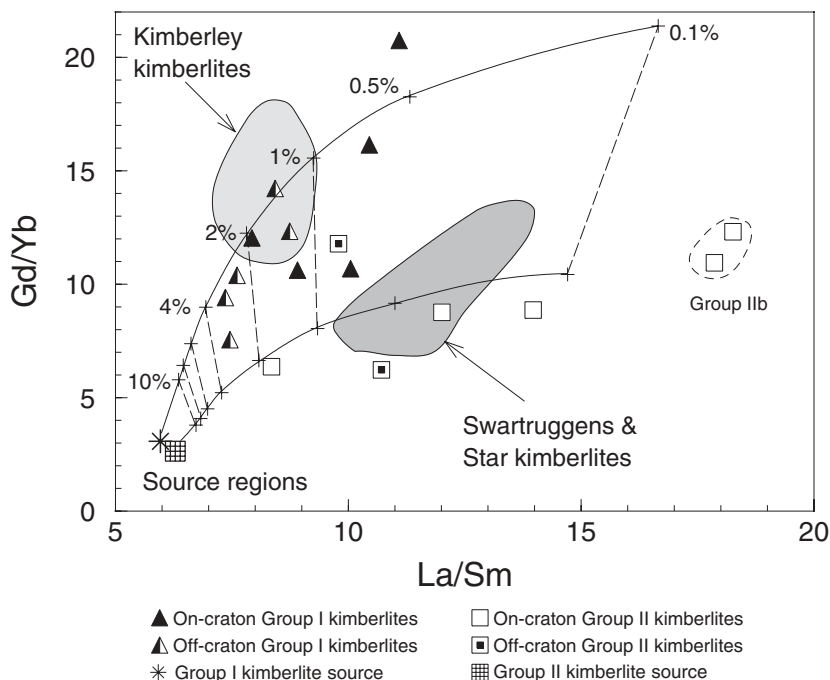 Kimberley
kimberlites
0.1%
0.5%
1%
2%
4%
10%
Group IIb
Swartruggens &
Star kimberlites
Source regions
Gd/Yb
20
15
10
5
0
5
10
15
20
La/Sm
On-craton Group I kimberlites
On-craton Group II kimberlites
Off-craton Group I kimberlites
Off-craton Group II kimberlites
Group I kimberlite source
Group II kimberlite source